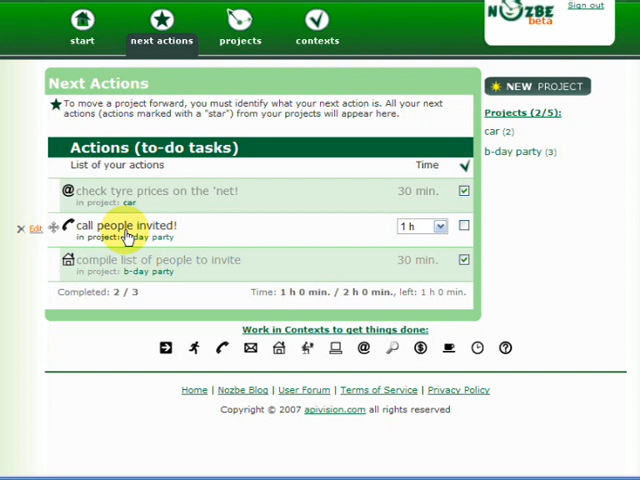 NOZBE
beta
Sign out
start
next actions
projects
contexts
Next Actions
To move a project forward, you must identify what your next action is. All your next
actions (actions marked with a "star") from your projects will appear here.
NEW PROJECT
Projects (2/5):
car (2)
b-day party (3)
Actions (to-do tasks)
List of your actions Time
@ check tyre prices on the 'net! 30 min.
in project: car
Edit call people invited! 1 h
in project: b-day party
compile list of people to invite 30 min.
in project: b-day party
Completed: 2 / 3 Time: 1 h 0 min. / 2 h 0 min., left: 1 h 0 min.
Work in Contexts to get things done:
Home | Nozbe Blog | User Forum | Terms of Service | Privacy Policy
Copyright © 2007 apivision.com all rights reserved